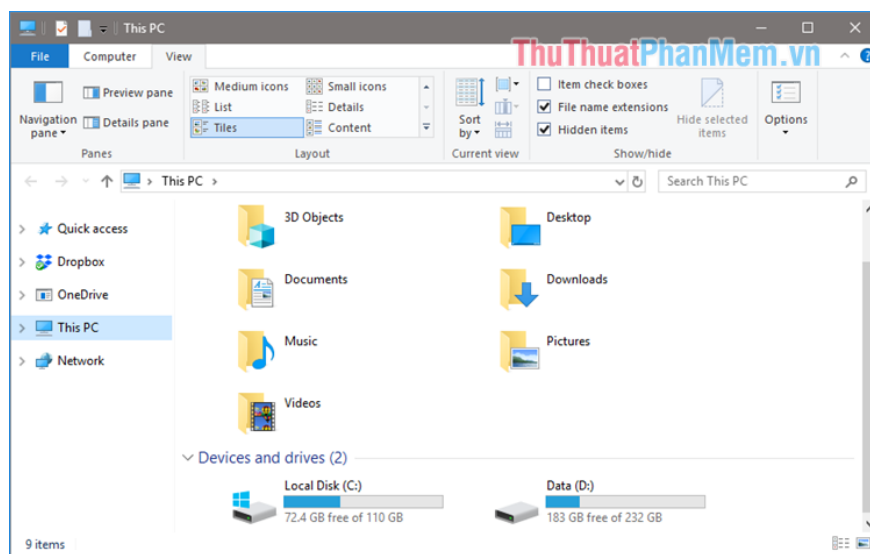 This PC
ThuThuatPhanMem.vn
File Computer View
Navigation pane
Preview pane
Details pane
Panes
Medium icons Small icons
List Details
Tiles Content
Layout
Sort by
Current view
Item check boxes
File name extensions
Hidden items
Hide selected items
Show/hide
Options
This PC
Search This PC
Quick access
Dropbox
OneDrive
This PC
Network
3D Objects
Desktop
Documents
Downloads
Music
Pictures
Videos
Devices and drives (2)
Local Disk (C:)
72.4 GB free of 110 GB
Data (D:)
183 GB free of 232 GB
9 items